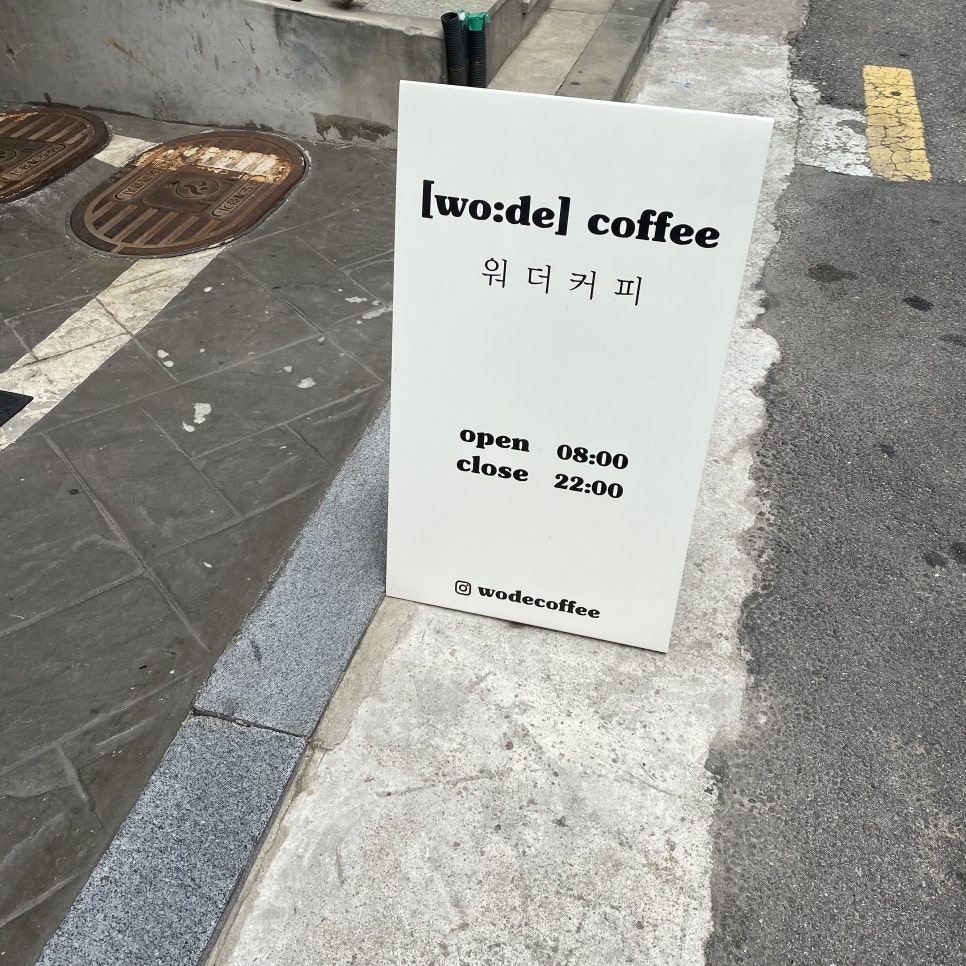 [wo:de] coffee
워더커피
open 08:00
close 22:00
wodecoffee